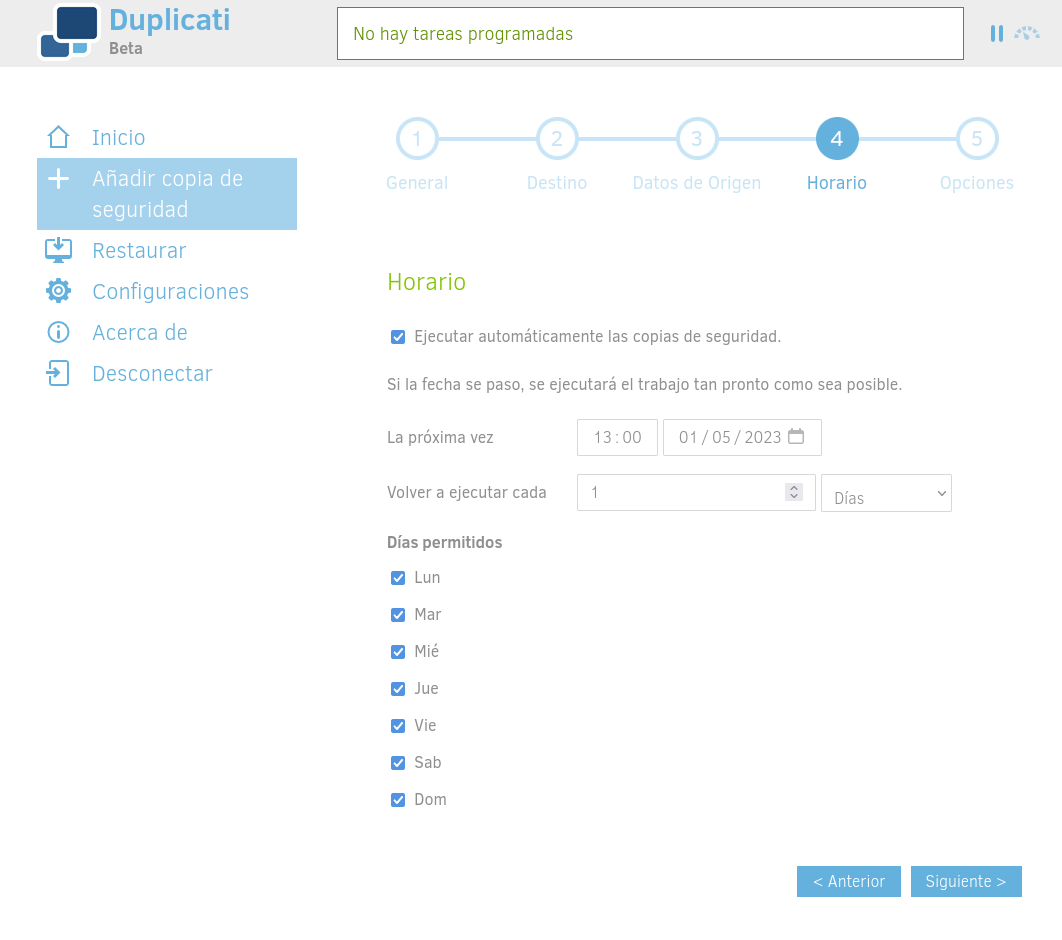 Duplicati
Beta
No hay tareas programadas
Inicio
Añadir copia de
seguridad
Restaurar
Configuraciones
Acerca de
Desconectar
1 2 3 4 5
General Destino Datos de Origen Horario Opciones
Horario
Ejecutar automáticamente las copias de seguridad.
Si la fecha se paso, se ejecutará el trabajo tan pronto como sea posible.
La próxima vez 13:00 01/05/2023
Volver a ejecutar cada 1 Días
Días permitidos
Lun
Mar
Mié
Jue
Vie
Sab
Dom
< Anterior Siguiente >